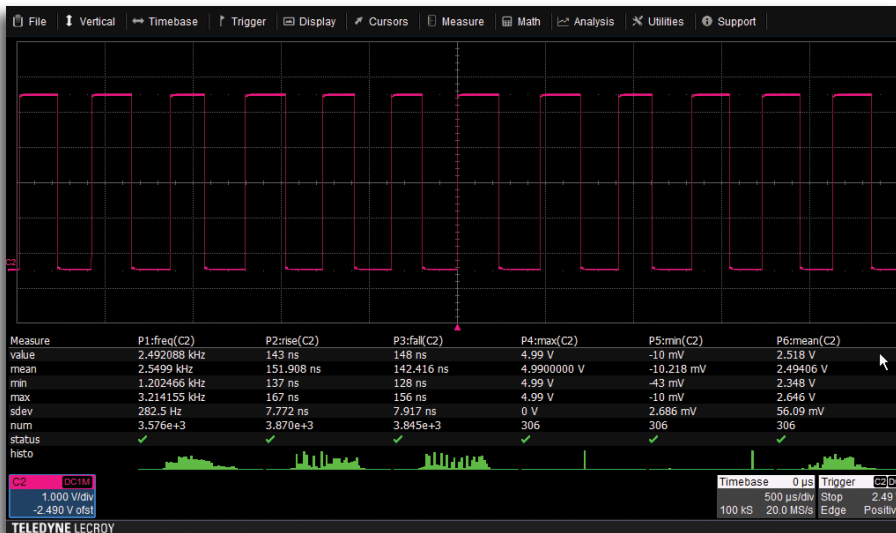 File Vertical Timebase Trigger Display Cursors Measure Math Analysis Utilities Support
C2
Measure P1:freq(C2) P2:rise(C2) P3:fall(C2) P4:max(C2) P5:min(C2) P6:mean(C2)
value 2.492088 kHz 143 ns 148 ns 4.99 V -10 mV 2.518 V
mean 2.5499 kHz 151.908 ns 142.416 ns 4.9900000 V -10.218 mV 2.49406 V
min 1.202466 kHz 137 ns 128 ns 4.99 V -43 mV 2.348 V
max 3.214155 kHz 167 ns 156 ns 4.99 V -10 mV 2.646 V
sdev 282.5 Hz 7.772 ns 7.917 ns 0 V 2.686 mV 56.09 mV
num 3.576e+3 3.870e+3 3.845e+3 306 306 306
status
histo
C2 DC1M Timebase 0 µs Trigger C2
1.000 V/div 500 µs/div Stop 2.49
-2.490 V ofst 100 kS 20.0 MS/s Edge Positiv
TELEDYNE LECROY